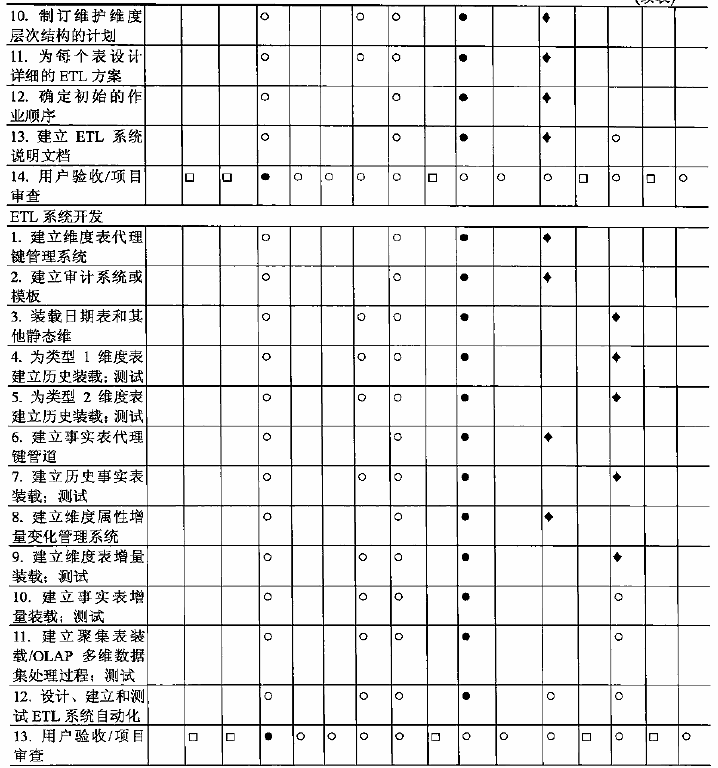 10. 制订维护维度
层次结构的计划
11. 为每个表设计
详细的 ETL 方案
12. 确定初始的作
业顺序
13. 建立 ETL 系统
说明文档
14. 用户验收/项目
审查
ETL 系统开发
1. 建立维度表代理
键管理系统
2. 建立审计系统或
模板
3. 装载日期表和其
他静态维
4. 为类型 1 维度表
建立历史装载；测试
5. 为类型 2 维度表
建立历史装载；测试
6. 建立事实表代理
键管道
7. 建立历史事实表
装载；测试
8. 建立维度属性增
量变化管理系统
9. 建立维度表增量
装载；测试
10. 建立事实表增
量装载；测试
11. 建立聚集表装
载/OLAP 多维数据
集处理过程；测试
12. 设计、建立和测
试 ETL 系统自动化
13. 用户验收/项目
审查